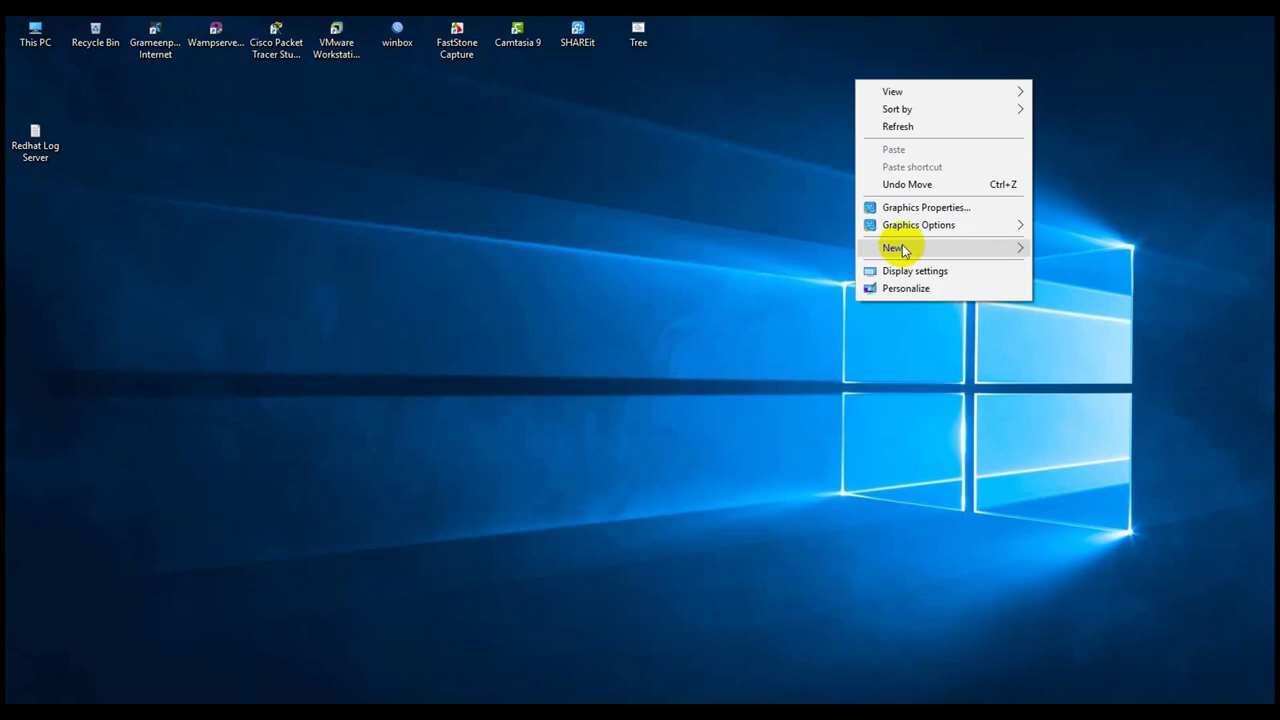 This PC
Recycle Bin
Grameenp...
Internet
Wampserve...
Cisco Packet
Tracer Stu...
VMware
Workstati...
winbox
FastStone
Capture
Camtasia 9
SHAREit
Tree
Redhat Log
Server
View
Sort by
Refresh
Paste
Paste shortcut
Undo Move Ctrl+Z
Graphics Properties...
Graphics Options
New
Display settings
Personalize